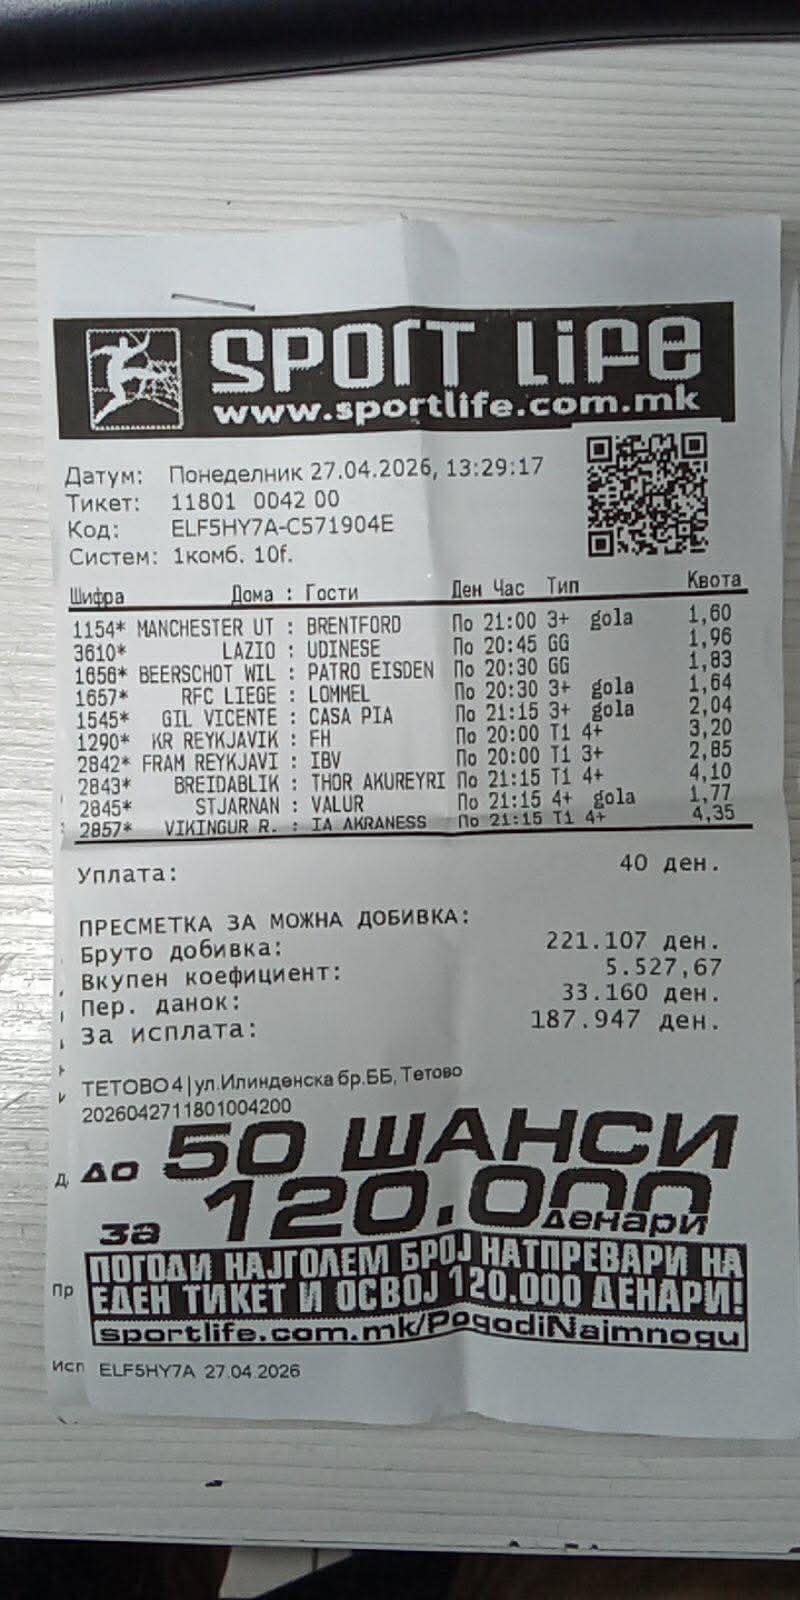 SPORT LIFE
www.sportlife.com.mk
Датум: Понеделник 27.04.2026, 13:29:17
Тикет: 11801 0042 00
Код: ELF5HY7A-C571904E
Систем: 1комб. 10f.
Шифра Дома : Гости Ден Час Тип Квота
1154* MANCHESTER UT : BRENTFORD По 21:00 3+ gola 1,60
3610* LAZIO : UDINESE По 20:45 GG 1,96
1656* BEERSCHOT WIL : PATRO EISDEN По 20:30 GG 1,83
1657* RFC LIEGE : LOMMEL По 20:30 3+ gola 1,64
1545* GIL VICENTE : CASA PIA По 21:15 3+ gola 2,04
1290* KR REYKJAVIK : FH По 20:00 T1 4+ 3,20
2842* FRAM REYKJAVI : IBV По 20:00 T1 3+ 2,85
2843* BREIDABLIK : THOR AKUREYRI По 21:15 T1 4+ 4,10
2845* STJARNAN : VALUR По 21:15 4+ gola 1,77
2857* VIKINGUR R. : IA AKRANESS По 21:15 T1 4+ 4,35
Уплата: 40 ден.
ПРЕСМЕТКА ЗА МОЖНА ДОБИВКА:
Бруто добивка: 221.107 ден.
Вкупен коефициент: 5.527,67
Пер. данок: 33.160 ден.
За исплата: 187.947 ден.
ТЕТОВО 4|ул.Илинденска бр.ББ, Тетово
2026042711801004200
до 50 ШАНСИ
за 120.000 денари
ПОГОДИ НАЈГОЛЕМ БРОЈ НАТПРЕВАРИ НА
ЕДЕН ТИКЕТ И ОСВОЈ 120.000 ДЕНАРИ!
sportlife.com.mk/PogodiNajmnogu
Пр
Исп ELF5HY7A 27.04.2026